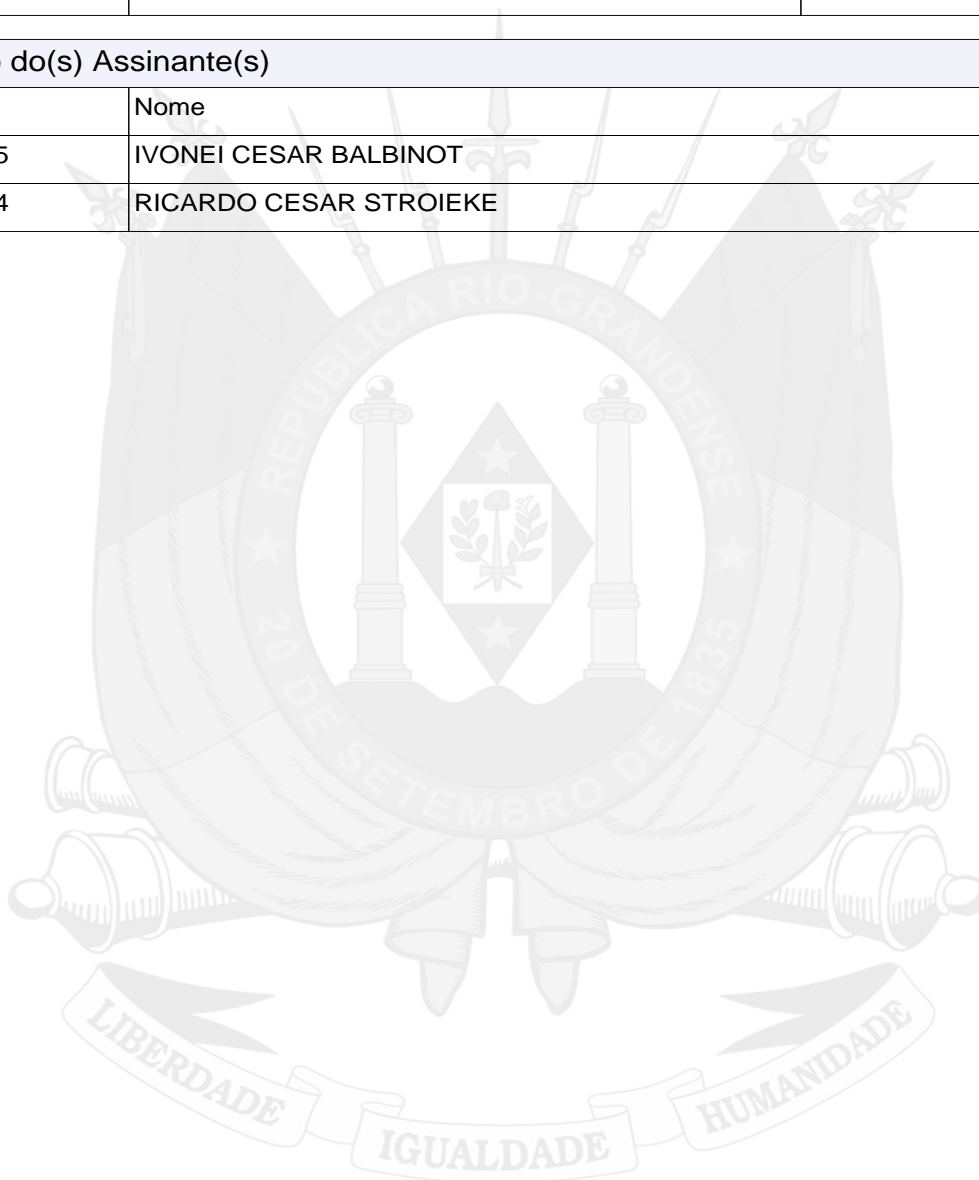 do(s) Assinante(s)
Nome
5 IVONEI CESAR BALBINOT
4 RICARDO CESAR STROIEKE
REPÚBLICA RIO-GRANDENSE
★ 20 DE SETEMBRO DE 1835 ★
LIBERDADE IGUALDADE HUMANIDADE